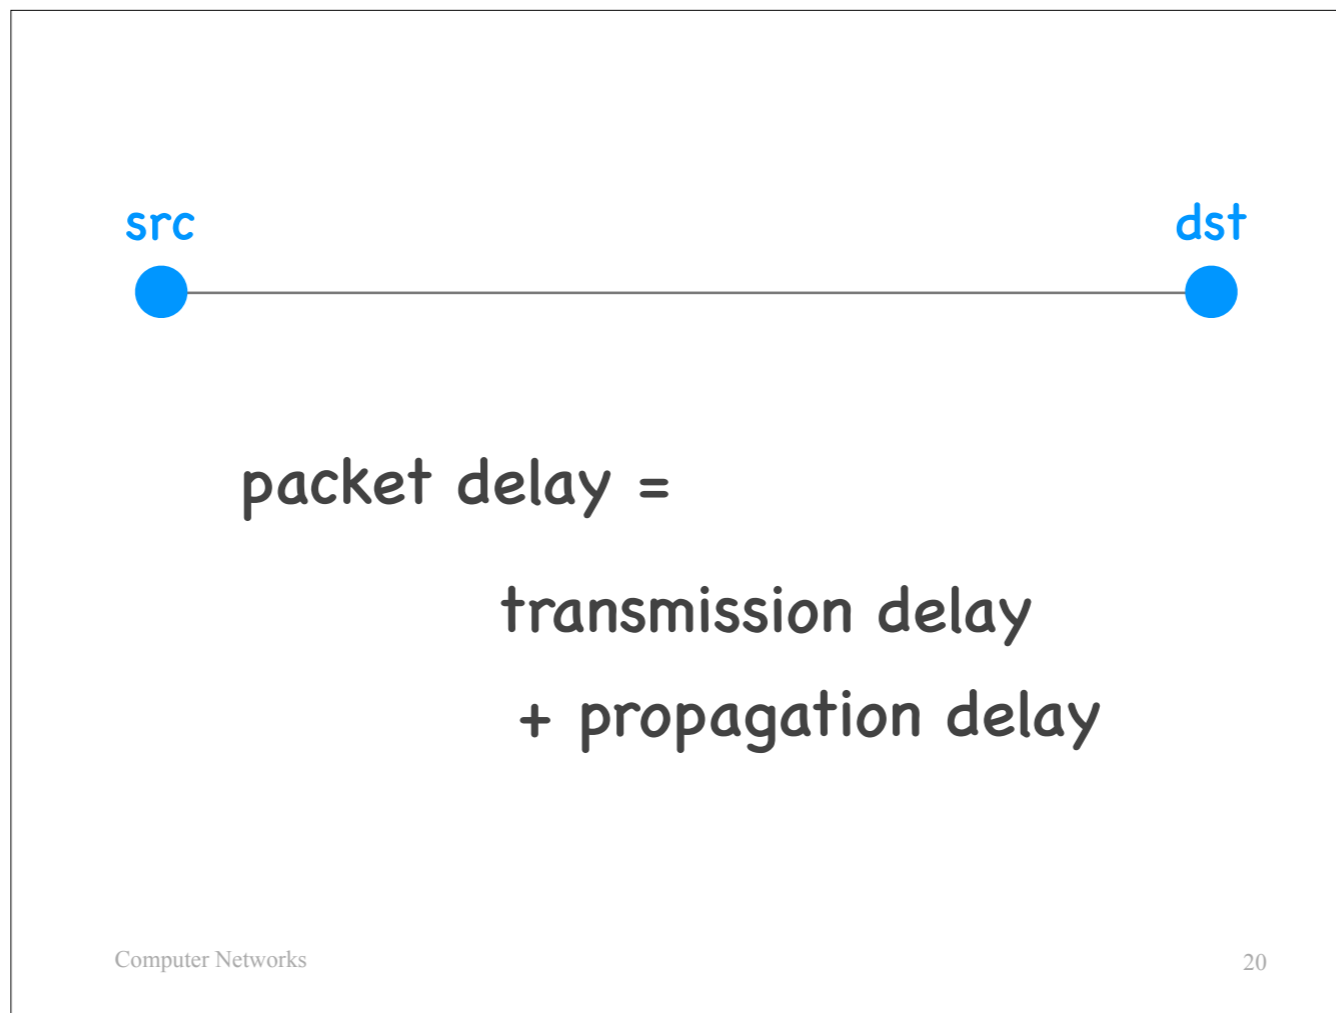 src
dst
packet delay =
transmission delay
+ propagation delay
Computer Networks
20